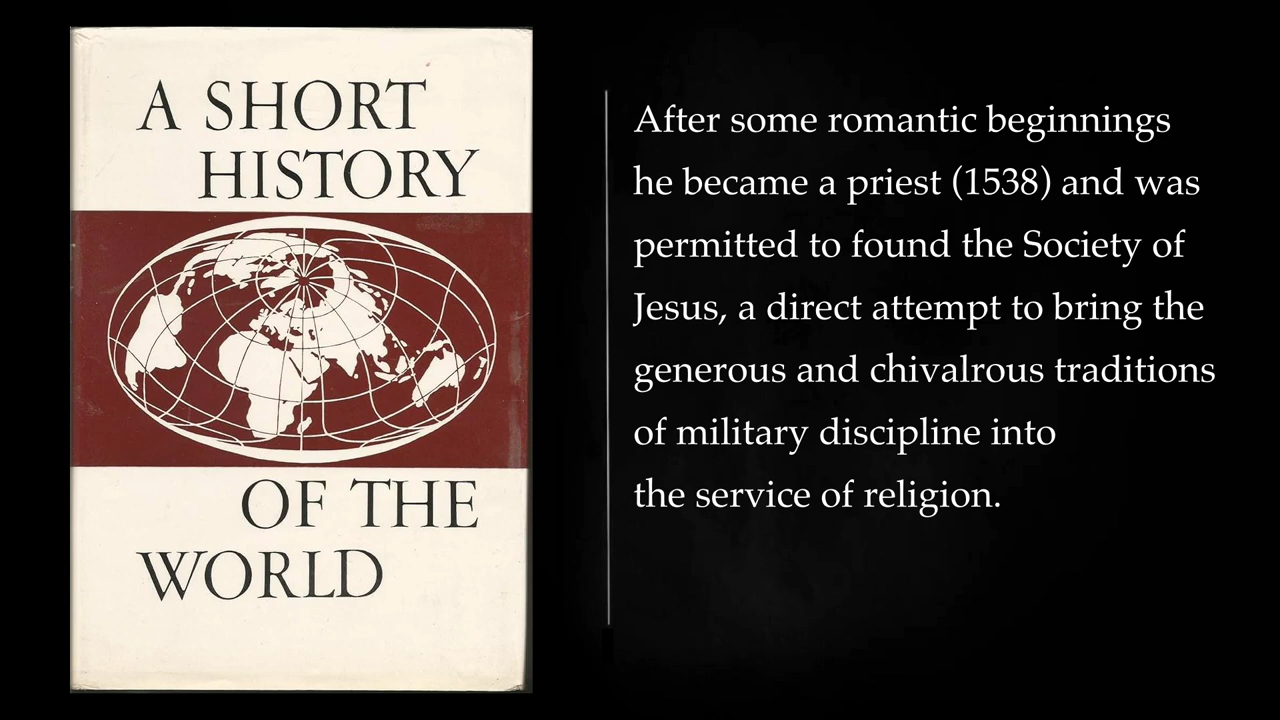 A SHORT
HISTORY
OF THE
WORLD
After some romantic beginnings
he became a priest (1538) and was
permitted to found the Society of
Jesus, a direct attempt to bring the
generous and chivalrous traditions
of military discipline into
the service of religion.